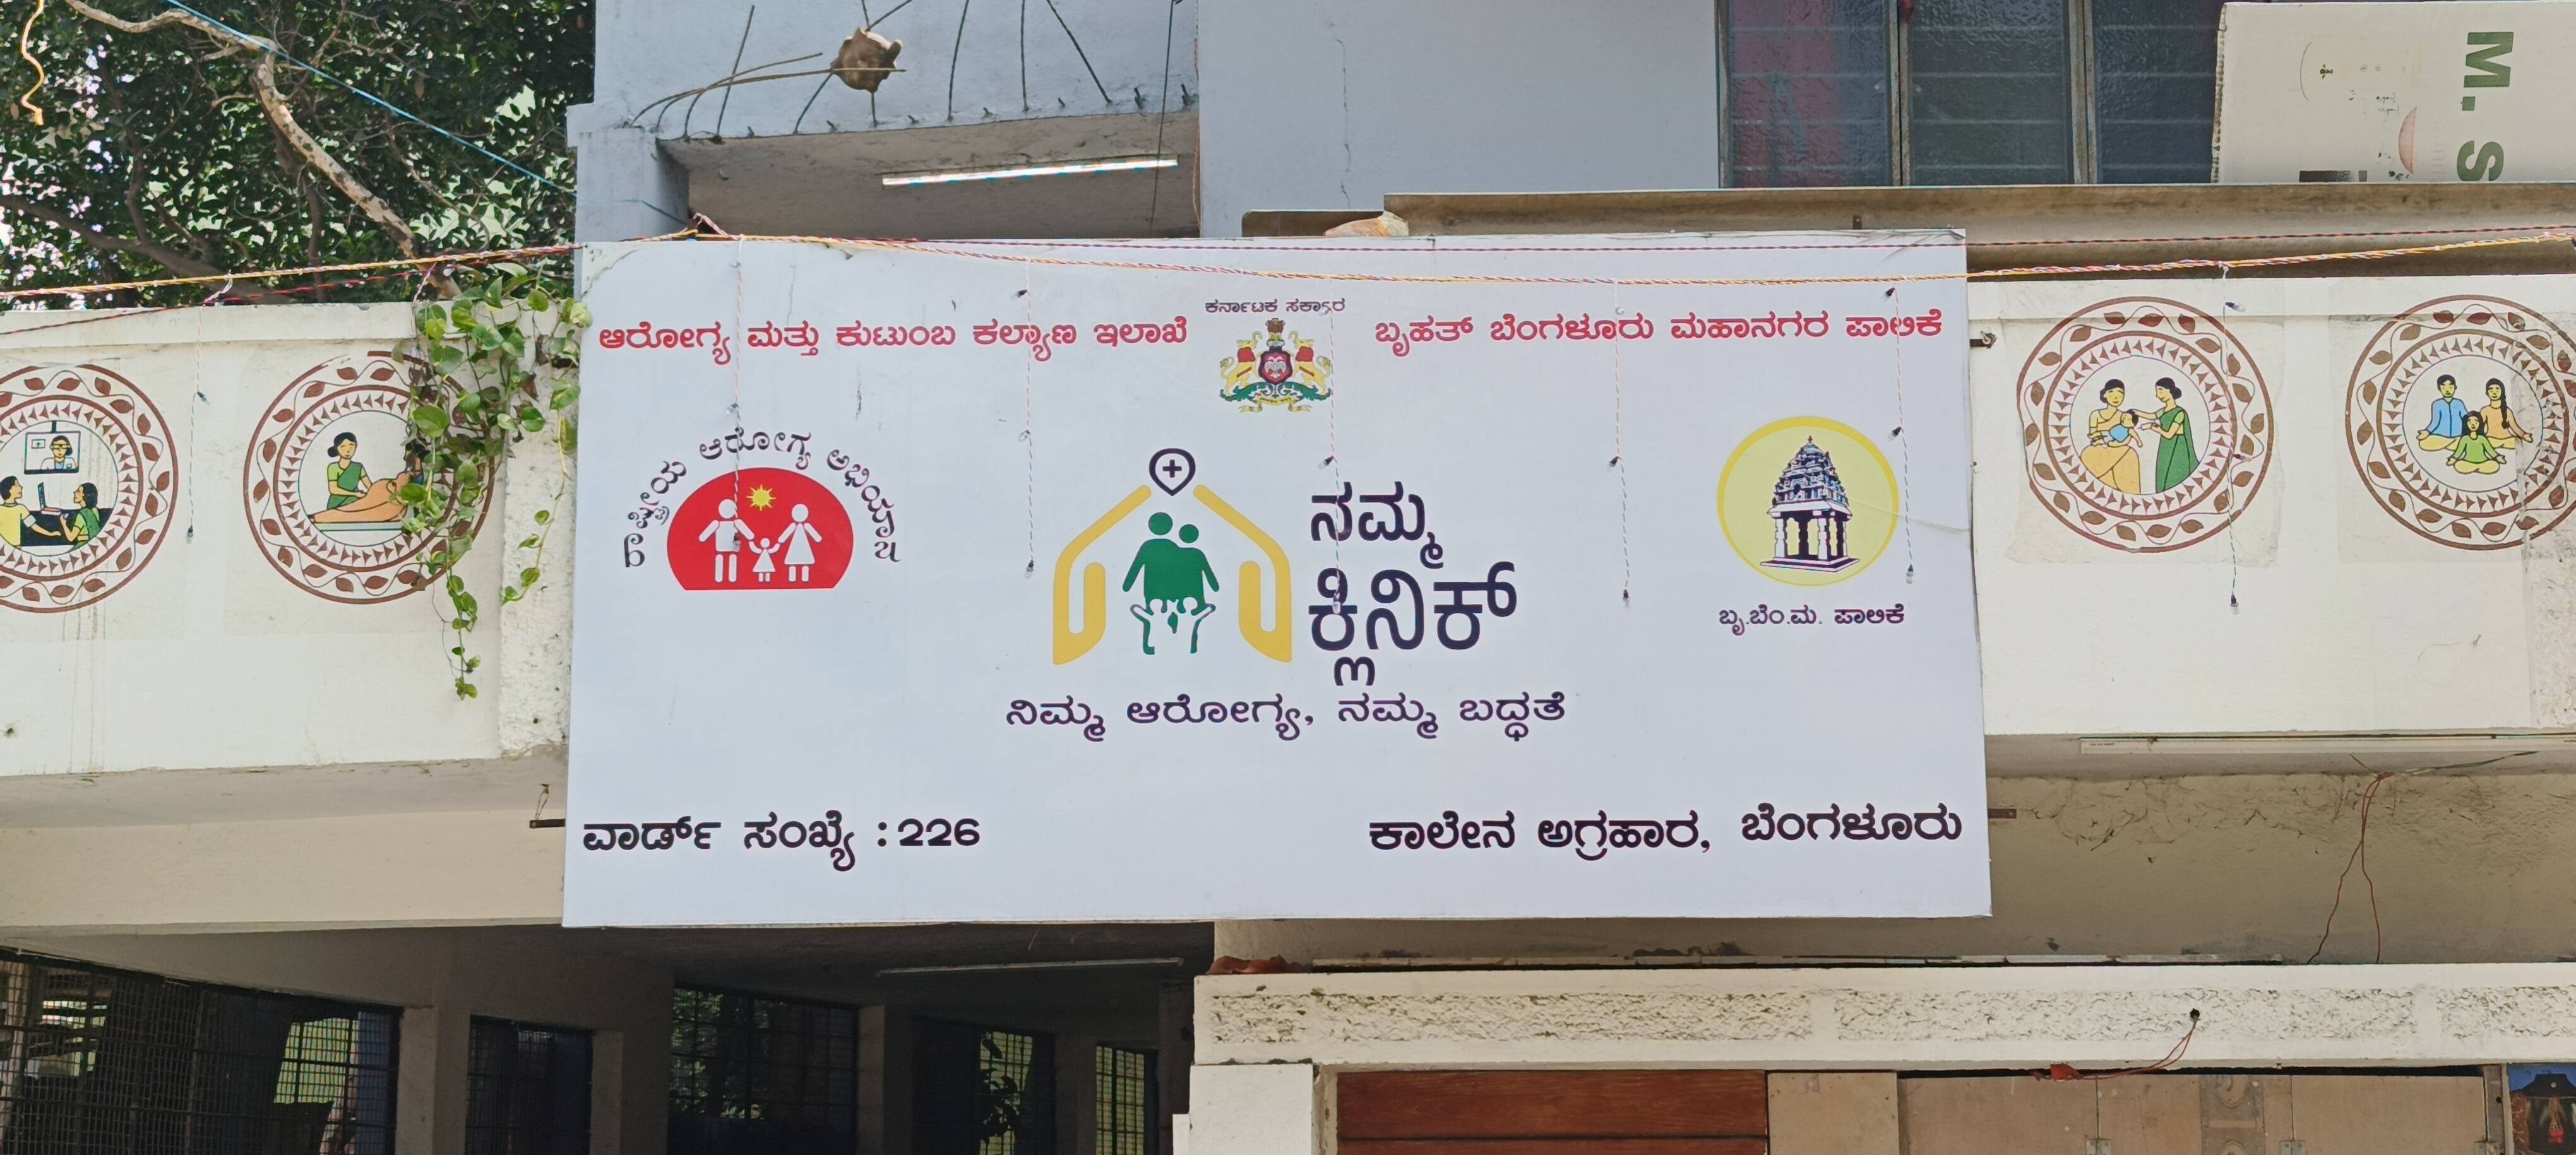 ಕರ್ನಾಟಕ ಸರ್ಕಾರ
ಆರೋಗ್ಯ ಮತ್ತು ಕುಟುಂಬ ಕಲ್ಯಾಣ ಇಲಾಖೆ
ಬೃಹತ್ ಬೆಂಗಳೂರು ಮಹಾನಗರ ಪಾಲಿಕೆ
ರಾಷ್ಟ್ರೀಯ ಆರೋಗ್ಯ ಅಭಿಯಾನ
ನಮ್ಮ
ಕ್ಲಿನಿಕ್
ಬೃ.ಬೆಂ.ಮ. ಪಾಲಿಕೆ
ನಿಮ್ಮ ಆರೋಗ್ಯ, ನಮ್ಮ ಬದ್ಧತೆ
ವಾರ್ಡ್ ಸಂಖ್ಯೆ : 226
ಕಾಲೇನ ಅಗ್ರಹಾರ, ಬೆಂಗಳೂರು
M. S